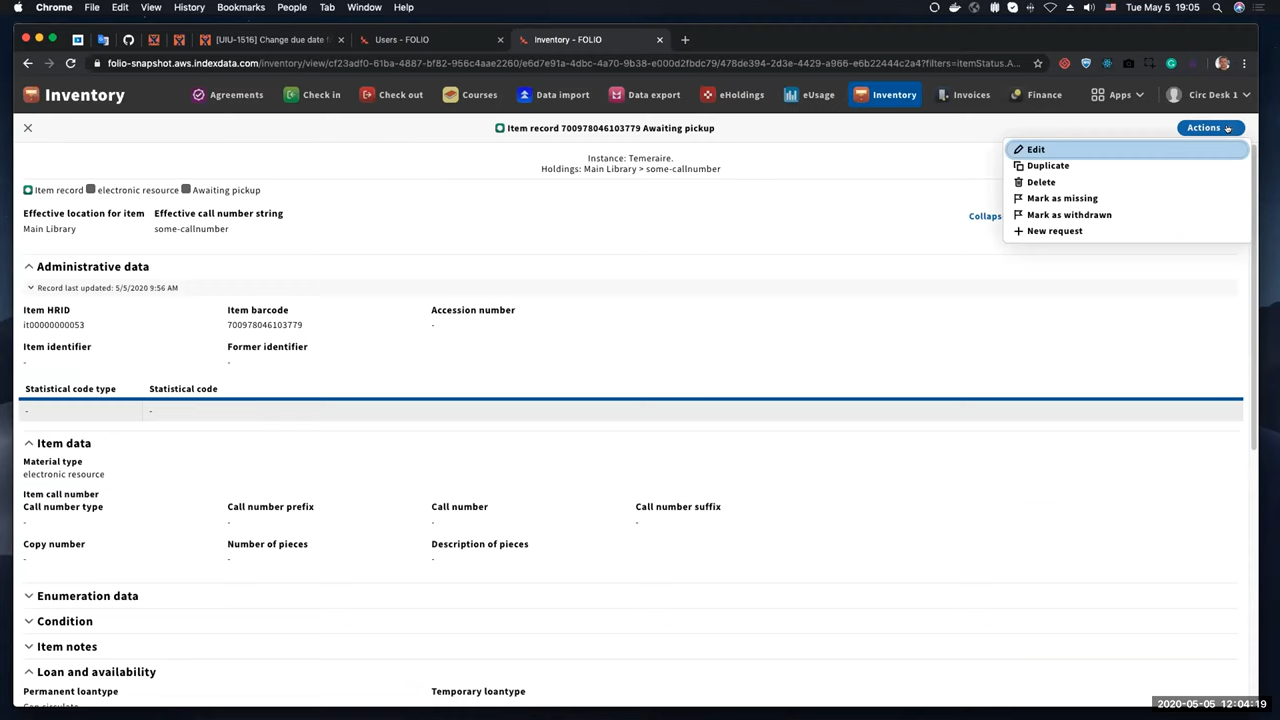 Chrome File Edit View History Bookmarks People Tab Window Help Tue May 5 19:05
[UIU-1516] Change due date f Users - FOLIO Inventory - FOLIO
folio-snapshot.aws.indexdata.com/inventory/view/cf23adf0-61ba-4887-bf82-956c4aae2260/e6d7e91a-4dbc-4a70-9b38-e000d2fbdc79/478de394-2d3e-4429-a966-e6b22444c2a4?filters=itemStatus.A...
Inventory Agreements Check in Check out Courses Data import Data export eHoldings eUsage Inventory Invoices Finance Apps Circ Desk 1
Item record 700978046103779 Awaiting pickup
Actions
Edit
Duplicate
Delete
Mark as missing
Mark as withdrawn
New request
Instance: Temeraire.
Holdings: Main Library > some-callnumber
Item record electronic resource Awaiting pickup
Effective location for item Effective call number string
Main Library some-callnumber
Collaps
Administrative data
Record last updated: 5/5/2020 9:56 AM
Item HRID Item barcode Accession number
it00000000053 700978046103779 -
Item identifier Former identifier
- -
Statistical code type Statistical code
- -
Item data
Material type
electronic resource
Item call number
Call number type Call number prefix Call number Call number suffix
- - - -
Copy number Number of pieces Description of pieces
- - -
Enumeration data
Condition
Item notes
Loan and availability
Permanent loantype Temporary loantype
Can circulate
2020-05-05 12:04:19